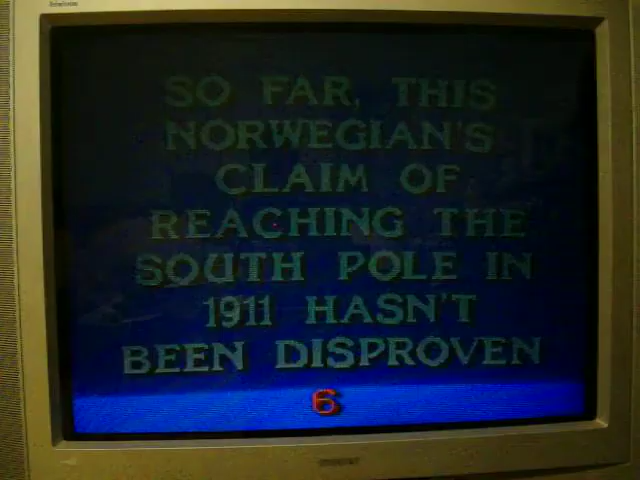 SO FAR, THIS
NORWEGIAN'S
CLAIM OF
REACHING THE
SOUTH POLE IN
1911 HASN'T
BEEN DISPROVEN
6